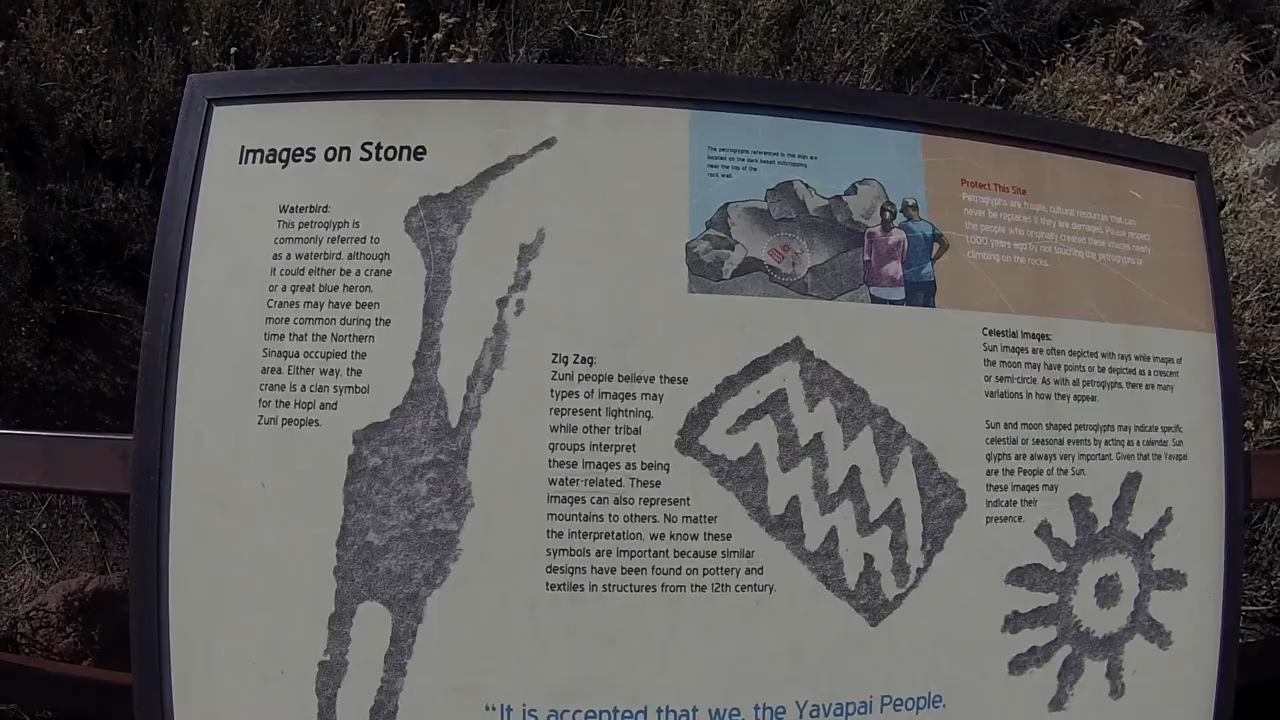 Images on Stone
Waterbird:
This petroglyph is
commonly referred to
as a waterbird, although
it could either be a crane
or a great blue heron.
Cranes may have been
more common during the
time that the Northern
Sinagua occupied the
area. Either way, the
crane is a clan symbol
for the Hopi and
Zuni peoples.
Zig Zag:
Zuni people believe these
types of images may
represent lightning,
while other tribal
groups interpret
these images as being
water-related. These
images can also represent
mountains to others. No matter
the interpretation, we know these
symbols are important because similar
designs have been found on pottery and
textiles in structures from the 12th century.
The petroglyphs references in this sign are
located on the dark basalt outcropping
near the top of the
rock wall.
Protect This Site
Petroglyphs are fragile, cultural resources that can
never be replaced if they are damaged. Please respect
the people who originally created these images nearly
1,000 years ago by not touching the petroglyphs or
climbing on the rocks.
Celestial Images:
Sun images are often depicted with rays while images of
the moon may have points or be depicted as a crescent
or semi-circle. As with all petroglyphs, there are many
variations in how they appear.
Sun and moon shaped petroglyphs may indicate specific
celestial or seasonal events by acting as a calendar. Sun
glyphs are always very important. Given that the Yavapai
are the People of the Sun,
these images may
indicate their
presence.
"It is accepted that we, the Yavapai People,